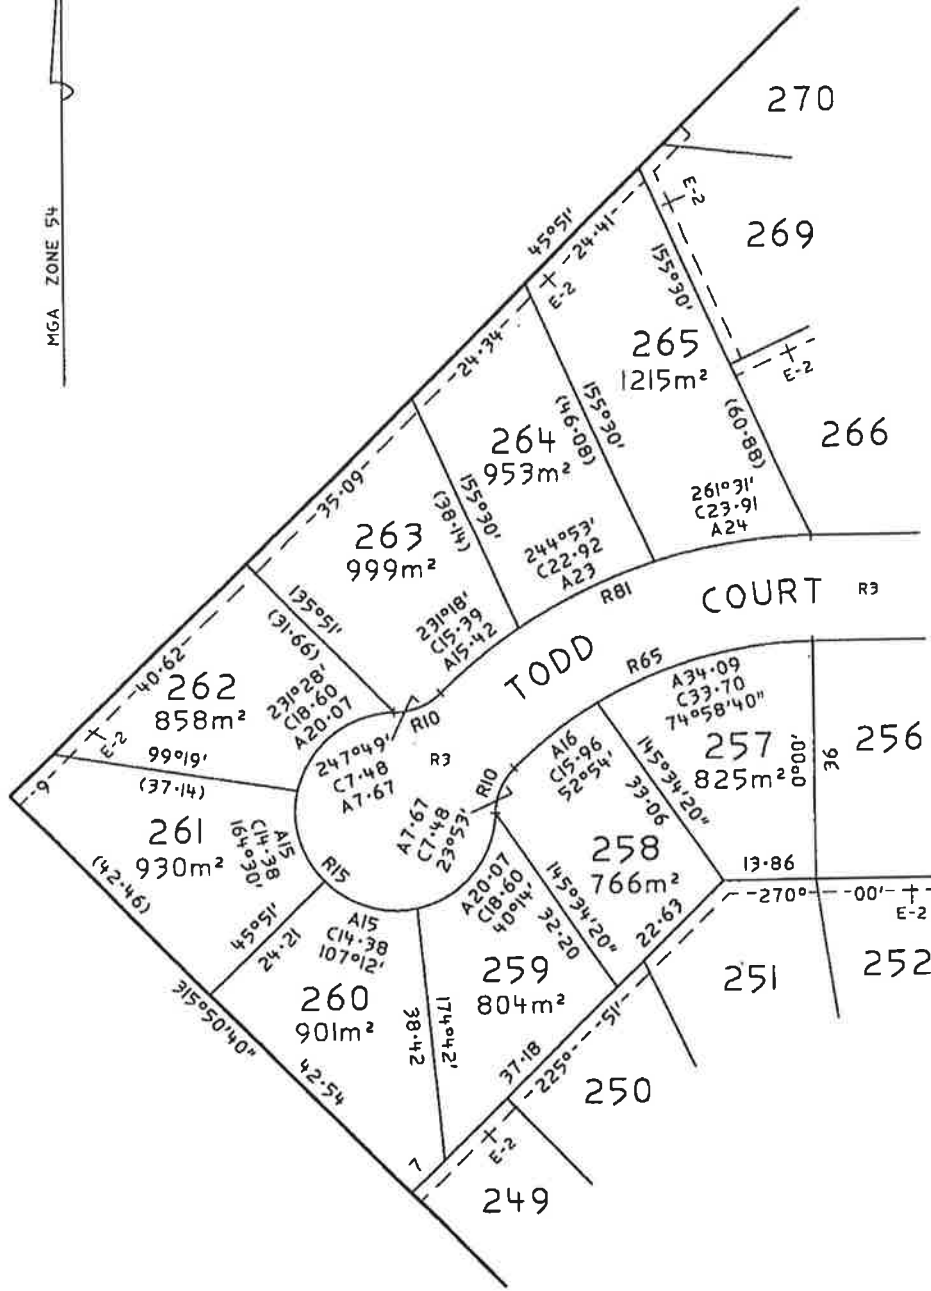 MGA ZONE 54
270
E-2
269
45°51'
24·41
E-2
155°30'
265
1215m²
E-2
24·34
155°30'
(46·08)
(60·88)
266
264
953m²
261°31'
C23·91
A24
35·09
155°30'
(38·14)
263
999m²
244°53'
C22·92
A23
R81
COURT
R3
135°51'
(31·66)
231°18'
C15·39
A15·42
TODD
R65
40·62
262
858m²
231°28'
C18·60
A20·07
A34·09
C33·70
74°58'40"
E-2
R10
99°19'
(37·14)
247°49'
C7·48
A7·67
R3
A16
C15·96
52°54'
257
825m²
0°00'
36
256
9
R10
145°34'20"
33·06
261
930m²
A15
C14·38
164°30'
A7·67
C7·48
23°53'
258
766m²
13·86
(42·46)
R15
A20·07
C18·60
40°14'
145°34'20"
32·20
270°
00'
E-2
45°51'
24·21
A15
C14·38
107°12'
22·63
251
252
260
901m²
259
804m²
315°50'40"
42·54
38·42
174°42'
51'
225°
37·18
250
7
E-2
249